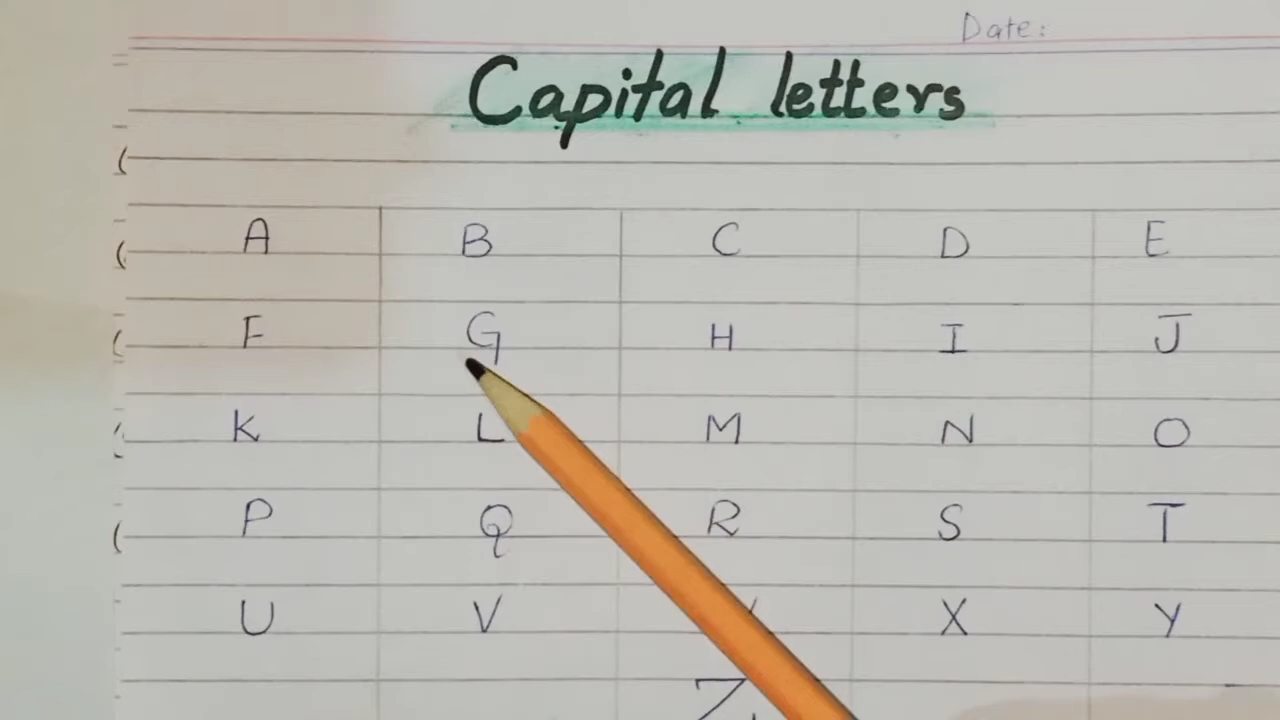 Date:
Capital letters
A B C D E
F G H I J
K L M N O
P Q R S T
U V X Y
Z